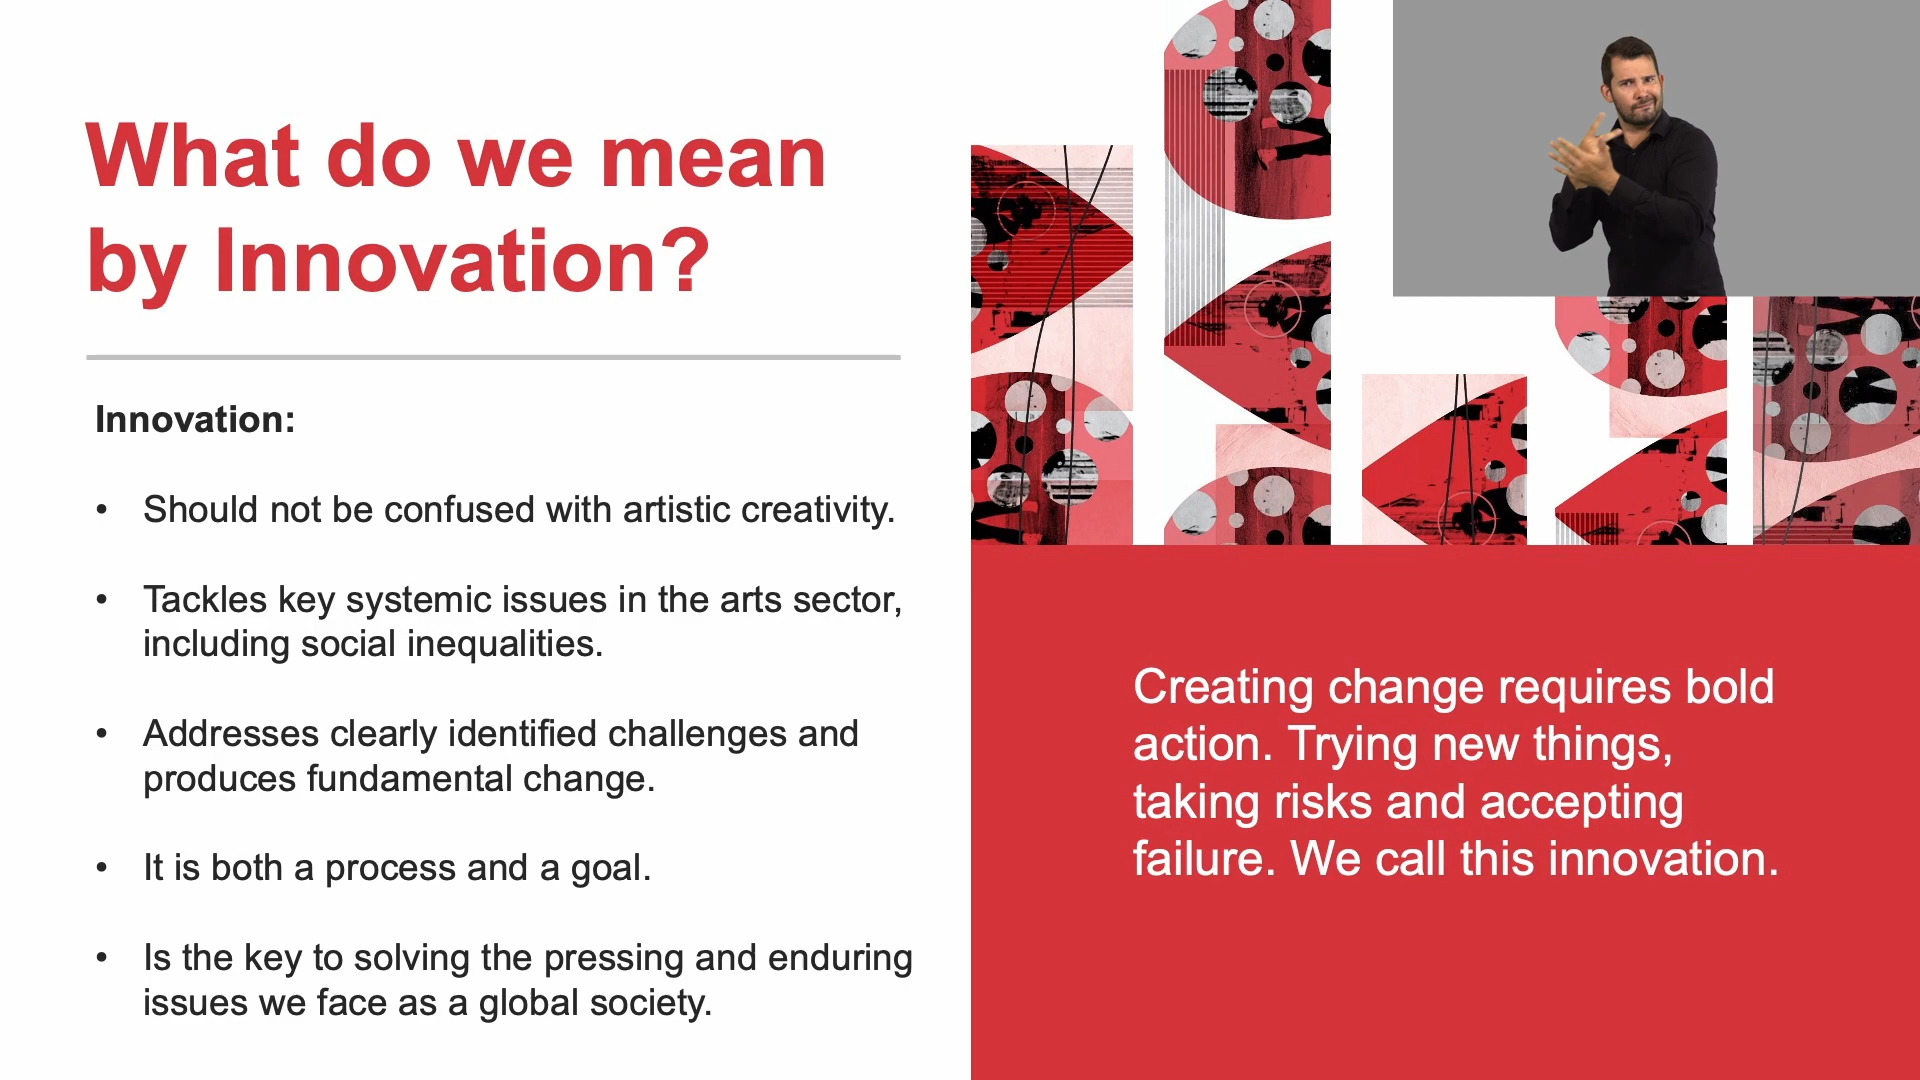 What do we mean
by Innovation?
Innovation:
• Should not be confused with artistic creativity.
• Tackles key systemic issues in the arts sector,
including social inequalities.
• Addresses clearly identified challenges and
produces fundamental change.
• It is both a process and a goal.
• Is the key to solving the pressing and enduring
issues we face as a global society.
Creating change requires bold
action. Trying new things,
taking risks and accepting
failure. We call this innovation.